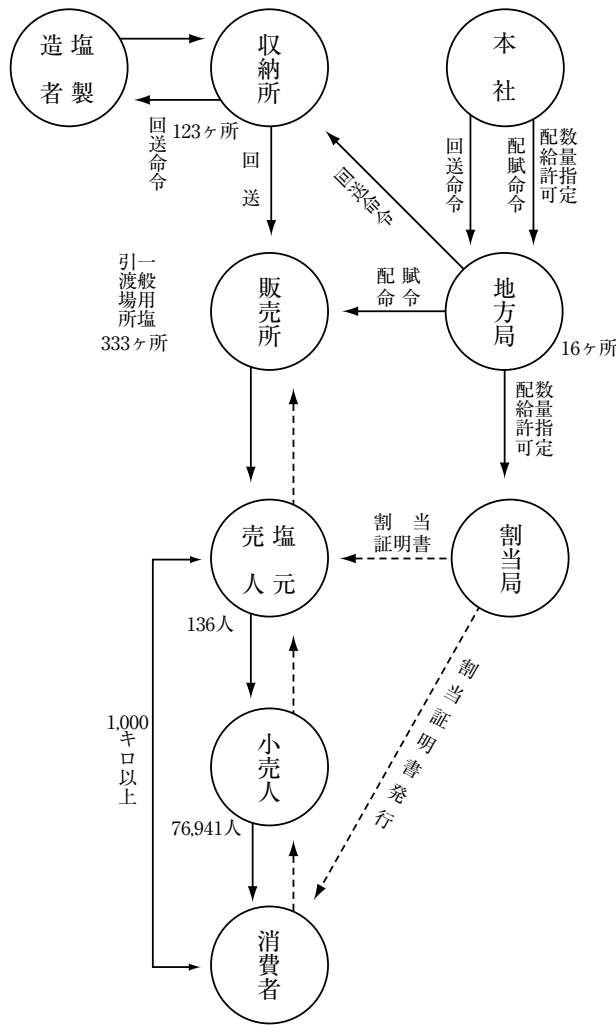 塩製
造者
収納所
本社
回送命令
123ヶ所
回送
回送命令
回送命令
配賦命令
数量指定
配給許可
一般用塩
引渡場所
333ヶ所
販売所
配賦
命令
地方局
16ヶ所
数量指定
配給許可
塩元
売人
割当
証明書
割当局
136人
割当証明書発行
1,000
キロ以上
小売人
76,941人
消費者